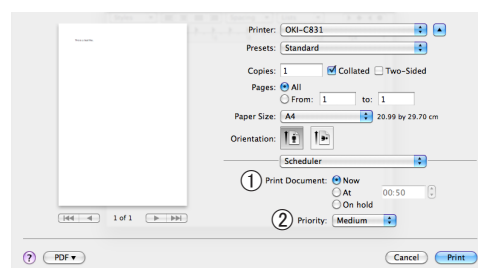 Printer: OKI-C831
Presets: Standard
Copies: 1 Collated Two-Sided
Pages: All
From: 1 to: 1
Paper Size: A4 20.99 by 29.70 cm
Orientation:
Scheduler
① Print Document: Now
At 00:50
On hold
② Priority: Medium
1 of 1
? PDF▼ Cancel Print